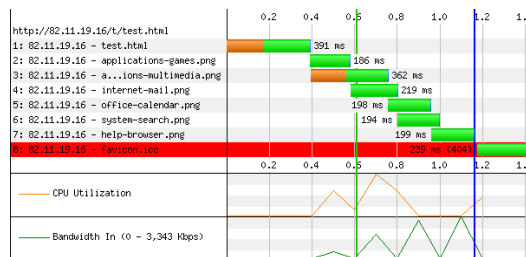 0.2 0.4 0.6 0.8 1.0 1.2 1.4
http://82.11.19.16/t/test.html
1: 82.11.19.16 - test.html 391 ms
2: 82.11.19.16 - applications-games.png 186 ms
3: 82.11.19.16 - a...ions-multimedia.png 362 ms
4: 82.11.19.16 - internet-mail.png 219 ms
5: 82.11.19.16 - office-calendar.png 198 ms
6: 82.11.19.16 - system-search.png 194 ms
7: 82.11.19.16 - help-browser.png 199 ms
8: 82.11.19.16 - favicon.ico 239 ms (404)
0.2 0.4 0.6 0.8 1.0 1.2 1.4
CPU Utilization
Bandwidth In (0 - 3,343 Kbps)